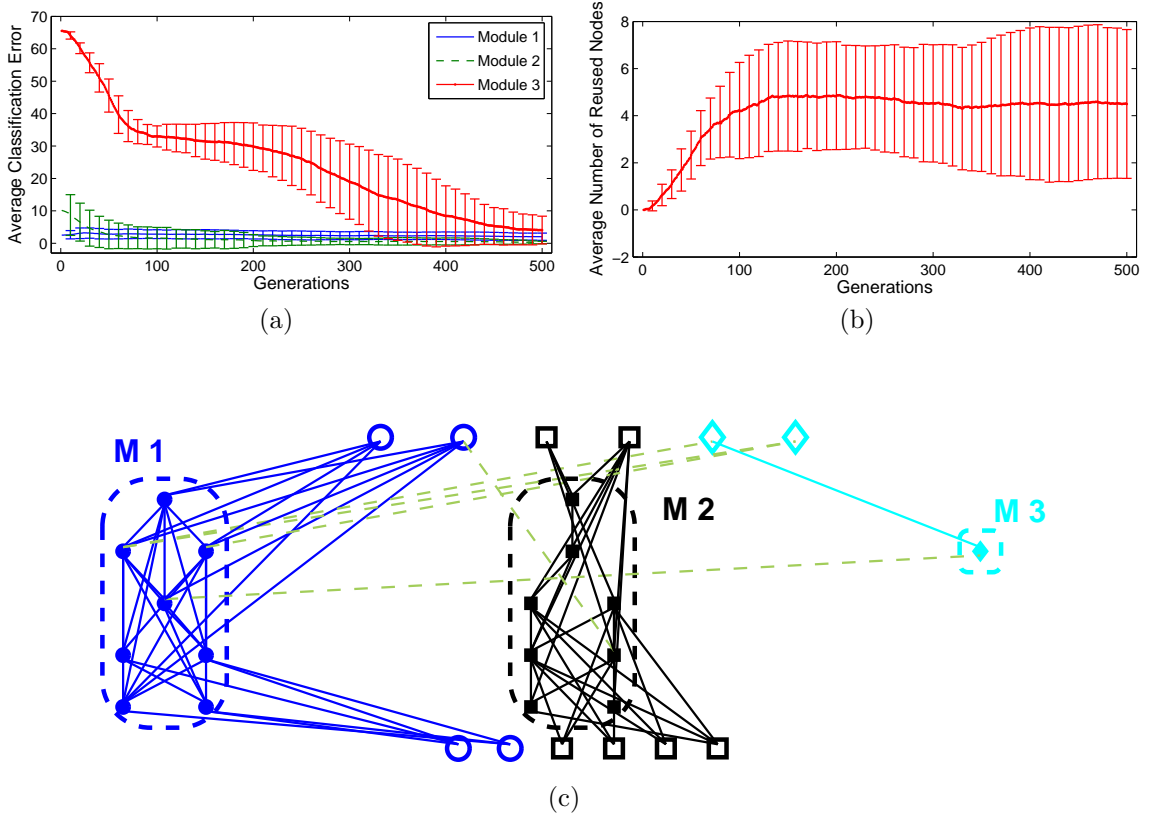 70
60
50
40
30
20
10
0
Average Classification Error
0 100 200 300 400 500
Generations
Module 1
Module 2
Module 3
(a)
8
6
4
2
0
−2
Average Number of Reused Nodes
0 100 200 300 400 500
Generations
(b)
M 1
M 2
M 3
(c)